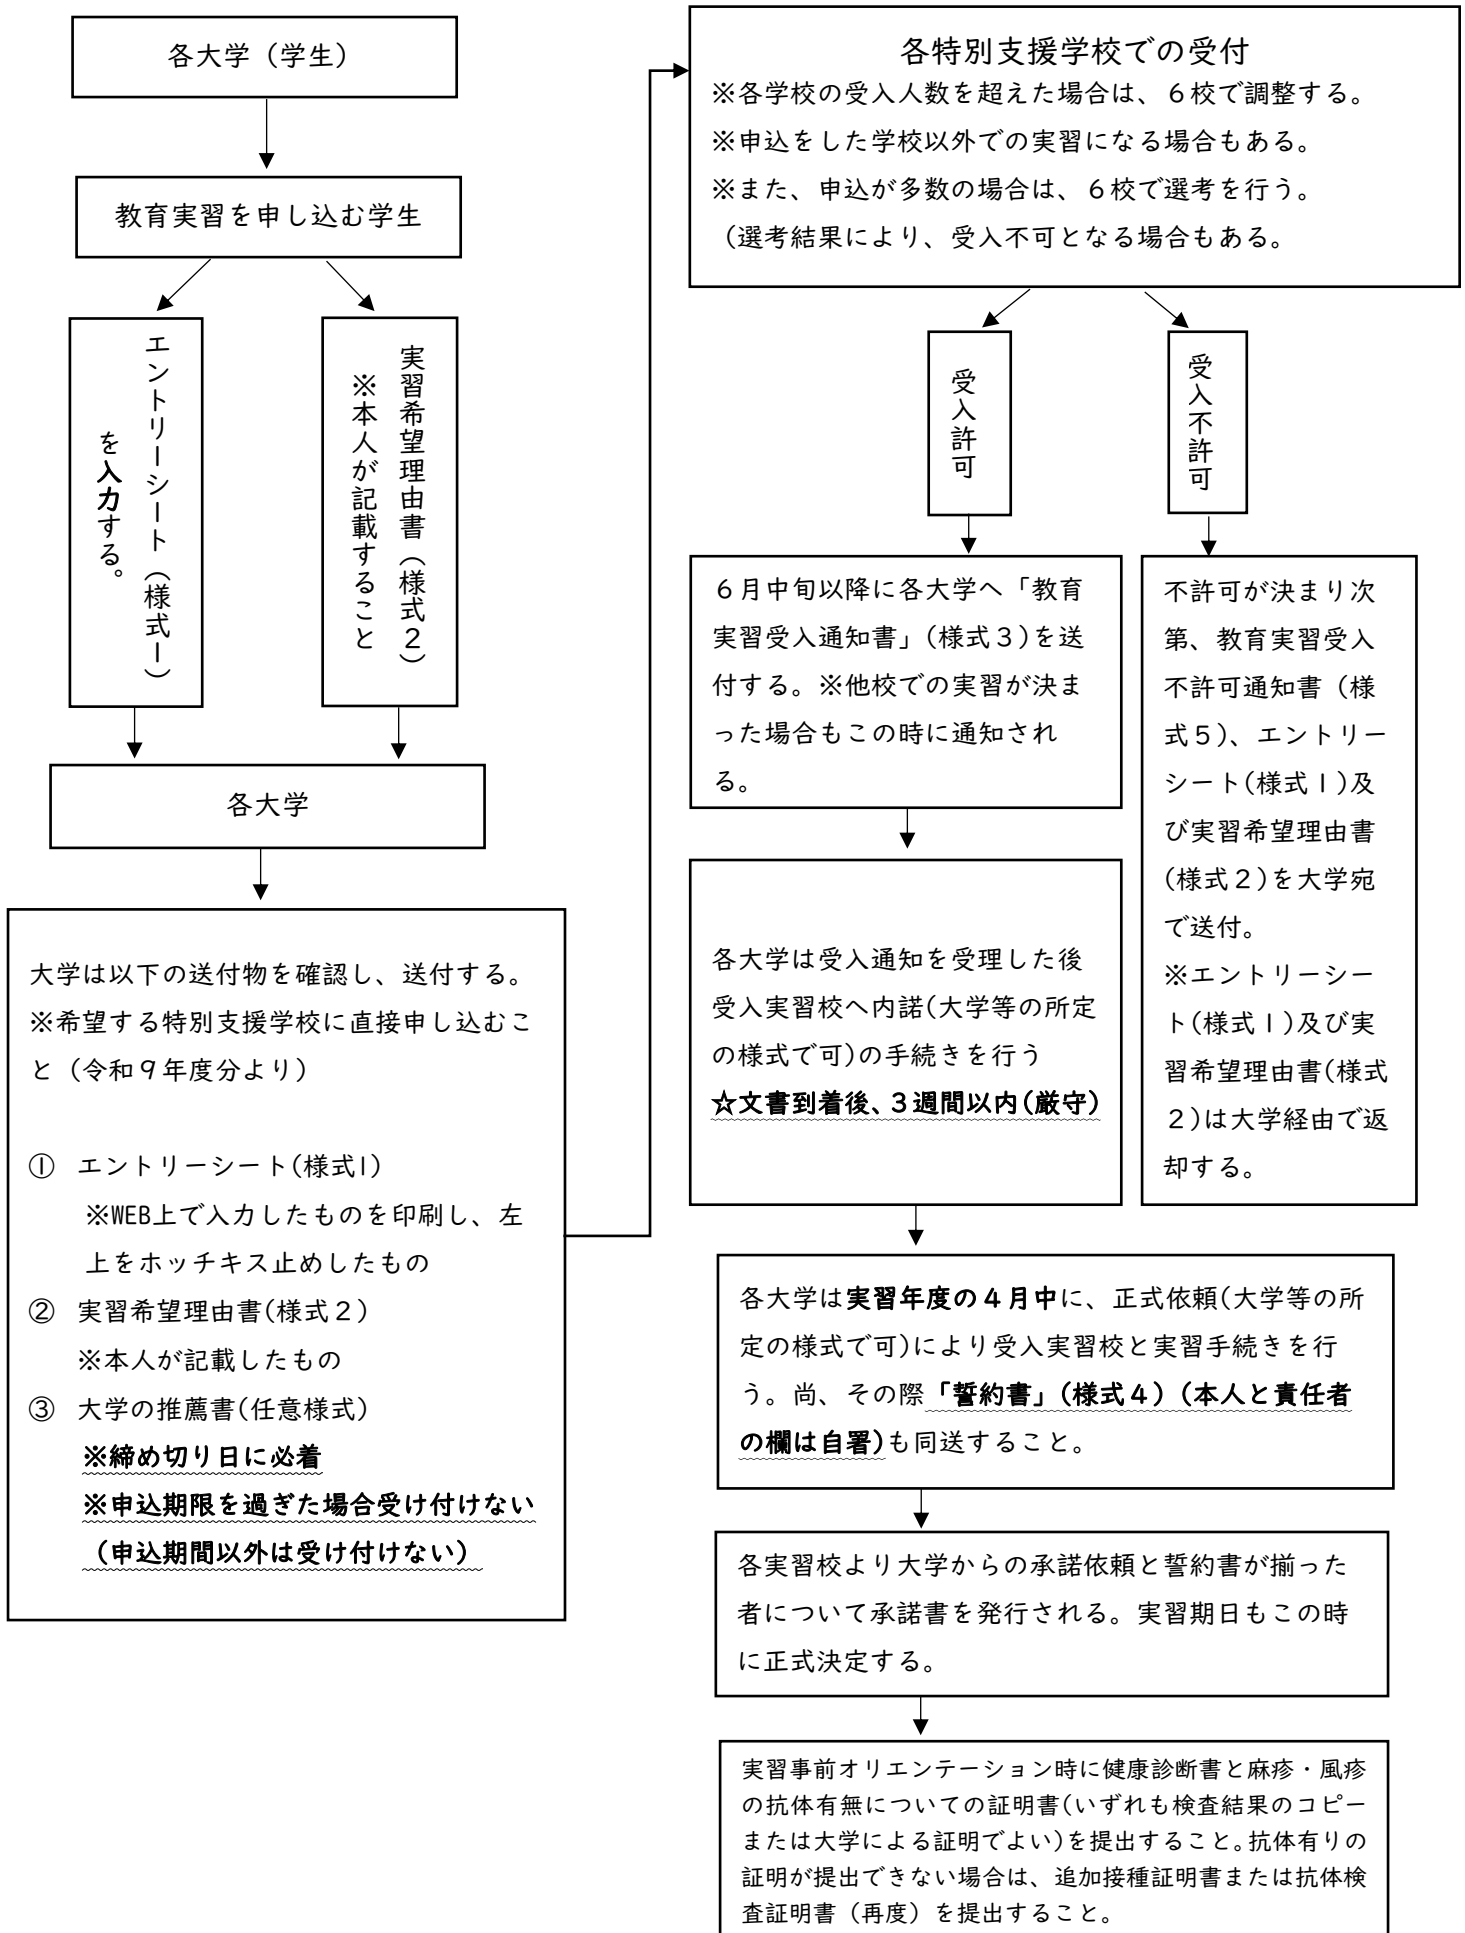 各大学（学生）
教育実習を申し込む学生
エントリーシート（様式１）
を入力する。
実習希望理由書（様式２）
※本人が記載すること
各大学
大学は以下の送付物を確認し、送付する。
※希望する特別支援学校に直接申し込むこ
と（令和９年度分より）
① エントリーシート(様式1)
※WEB上で入力したものを印刷し、左
上をホッチキス止めしたもの
② 実習希望理由書(様式２)
※本人が記載したもの
③ 大学の推薦書(任意様式)
※締め切り日に必着
※申込期限を過ぎた場合受け付けない
（申込期間以外は受け付けない）
各特別支援学校での受付
※各学校の受入人数を超えた場合は、６校で調整する。
※申込をした学校以外での実習になる場合もある。
※また、申込が多数の場合は、６校で選考を行う。
（選考結果により、受入不可となる場合もある。
受入許可
受入不許可
６月中旬以降に各大学へ「教育
実習受入通知書」(様式３)を送
付する。※他校での実習が決ま
った場合もこの時に通知され
る。
各大学は受入通知を受理した後
受入実習校へ内諾(大学等の所定
の様式で可)の手続きを行う
☆文書到着後、３週間以内(厳守)
不許可が決まり次
第、教育実習受入
不許可通知書（様
式５)、エントリー
シート(様式１)及
び実習希望理由書
(様式２)を大学宛
で送付。
※エントリーシー
ト(様式１)及び実
習希望理由書(様式
２)は大学経由で返
却する。
各大学は実習年度の４月中に、正式依頼(大学等の所
定の様式で可)により受入実習校と実習手続きを行
う。尚、その際「誓約書」(様式４)（本人と責任者
の欄は自署)も同送すること。
各実習校より大学からの承諾依頼と誓約書が揃った
者について承諾書を発行される。実習期日もこの時
に正式決定する。
実習事前オリエンテーション時に健康診断書と麻疹・風疹
の抗体有無についての証明書(いずれも検査結果のコピー
または大学による証明でよい)を提出すること。抗体有りの
証明が提出できない場合は、追加接種証明書または抗体検
査証明書（再度）を提出すること。